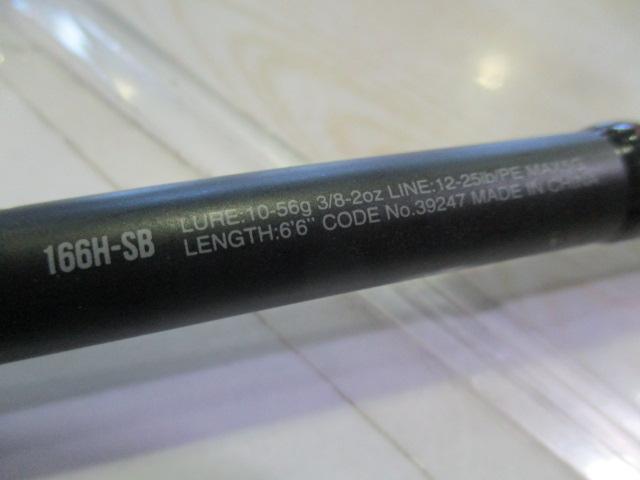 166H-SB
LURE:10-56g 3/8-2oz LINE:12-25lb/PE
LENGTH:6'6" CODE No.39247 MADE IN CHINA